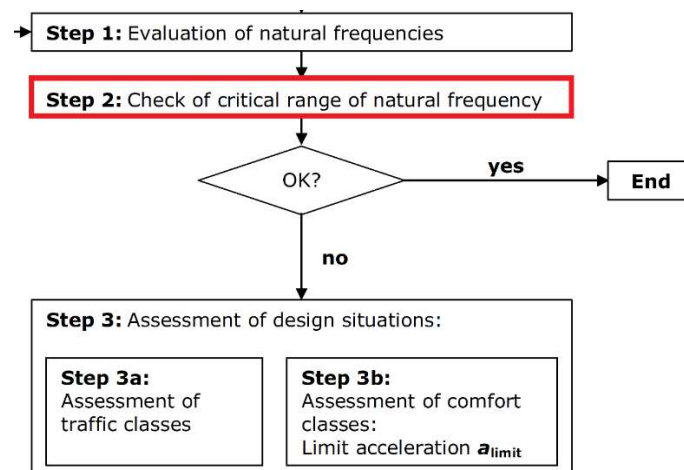 Step 1: Evaluation of natural frequencies
Step 2: Check of critical range of natural frequency
OK?
yes
End
no
Step 3: Assessment of design situations:
Step 3a:
Assessment of
traffic classes
Step 3b:
Assessment of comfort
classes:
Limit acceleration a limit